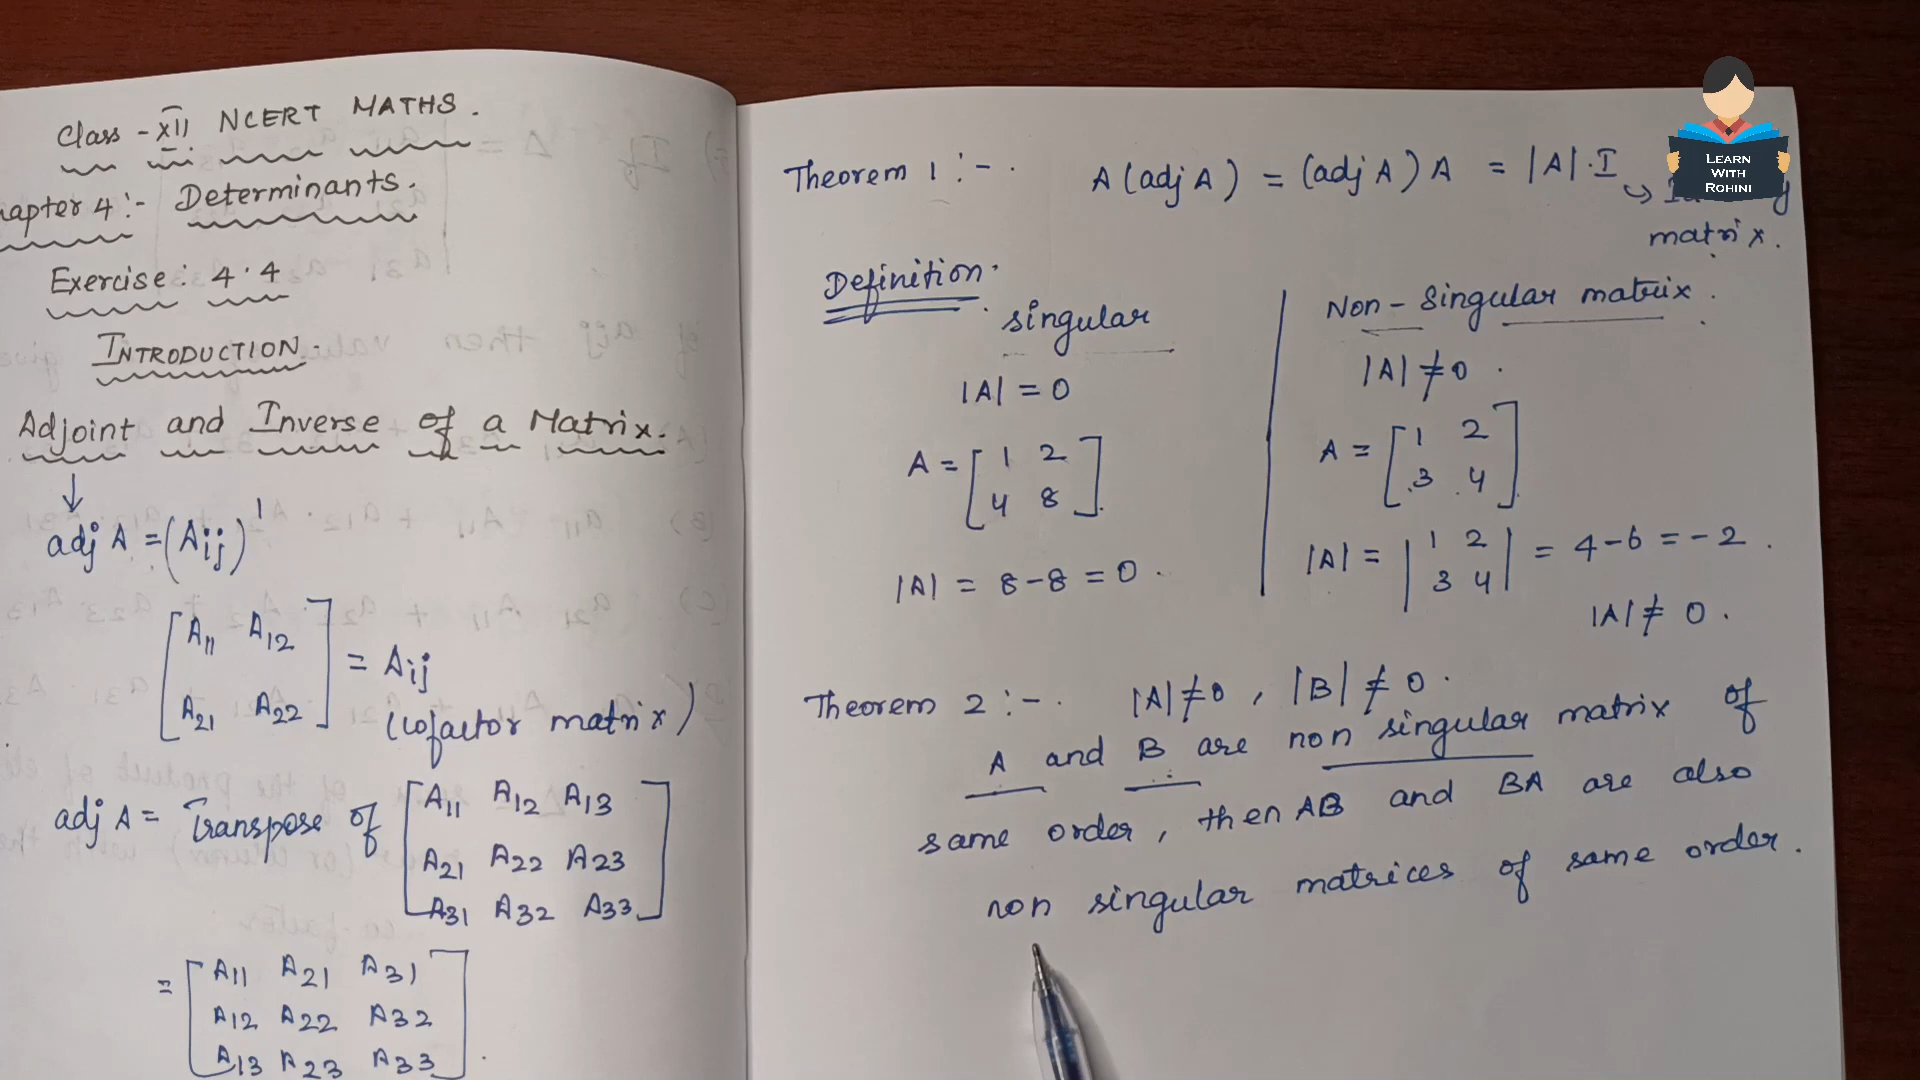 Class - XII NCERT MATHS.
hapter 4 :- Determinants.
Exercise : 4.4
INTRODUCTION.
Adjoint and Inverse of a Matrix.
↓
adj A = (Aij)'
[A11 A12
A21 A22] = Aij
(cofactor matrix)
adj A = Transpose of [A11 A12 A13
A21 A22 A23
A31 A32 A33]
= [A11 A21 A31
A12 A22 A32
A13 A23 A33].
Theorem 1 :- . A (adj A) = (adj A) A = |A| . I
matrix.
Definition.
singular
|A| = 0
A = [1 2
4 8].
|A| = 8-8 = 0 .
Non-Singular matrix .
|A| ≠ 0 .
A = [1 2
3 4].
|A| = |1 2
3 4| = 4-6 = -2 .
|A| ≠ 0 .
Theorem 2 :- . |A| ≠ 0 , |B| ≠ 0 .
A and B are non singular matrix of
same order, then AB and BA are also
non singular matrices of same order.
LEARN
WITH
ROHINI